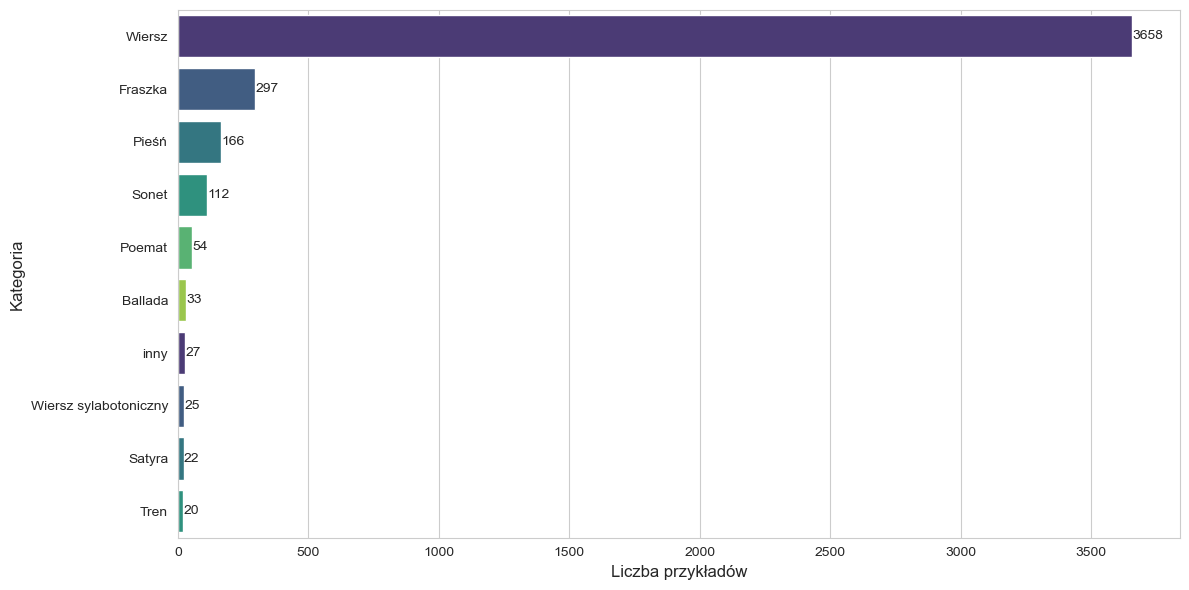 Kategoria
Wiersz 3658
Fraszka 297
Pieśń 166
Sonet 112
Poemat 54
Ballada 33
inny 27
Wiersz sylabotoniczny 25
Satyra 22
Tren 20
0 500 1000 1500 2000 2500 3000 3500
Liczba przykładów